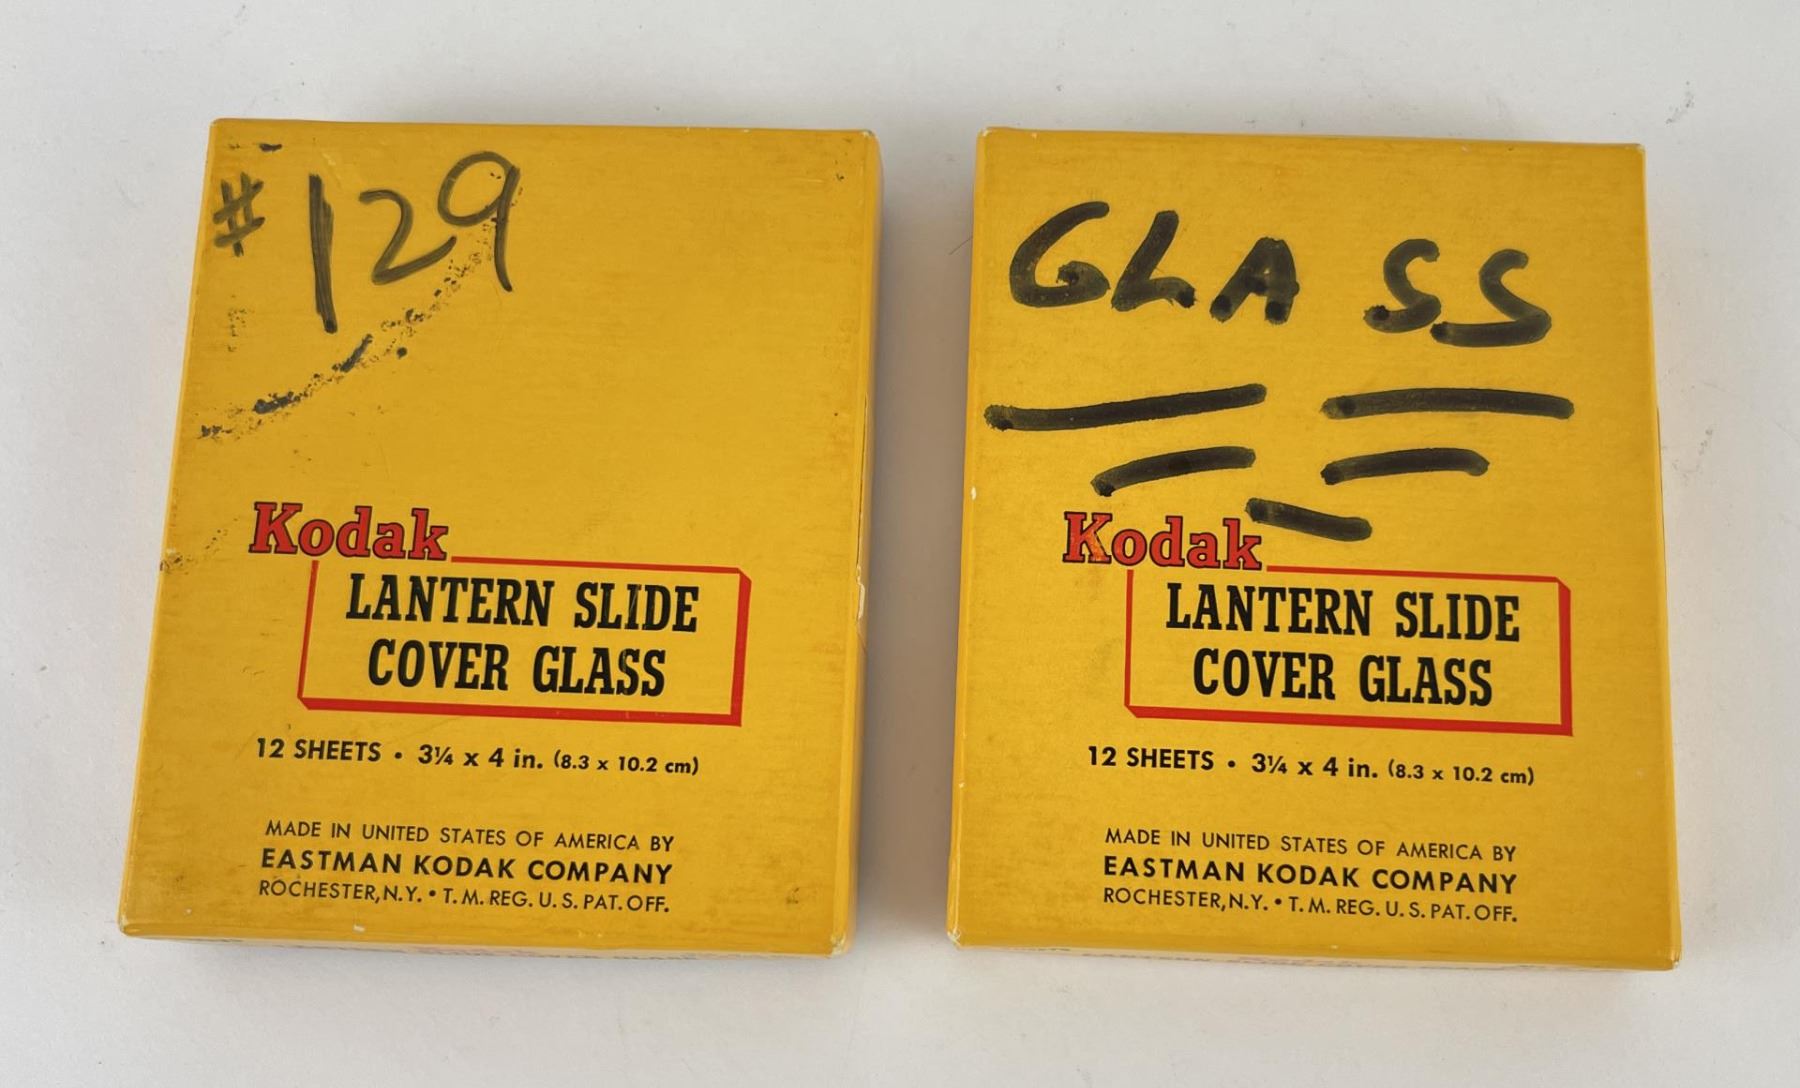 #129
Kodak
LANTERN SLIDE
COVER GLASS
12 SHEETS • 3¼ x 4 in. (8.3 x 10.2 cm)
MADE IN UNITED STATES OF AMERICA BY
EASTMAN KODAK COMPANY
ROCHESTER, N.Y. • T. M. REG. U. S. PAT. OFF.
GLASS
Kodak
LANTERN SLIDE
COVER GLASS
12 SHEETS • 3¼ x 4 in. (8.3 x 10.2 cm)
MADE IN UNITED STATES OF AMERICA BY
EASTMAN KODAK COMPANY
ROCHESTER, N.Y. • T. M. REG. U. S. PAT. OFF.